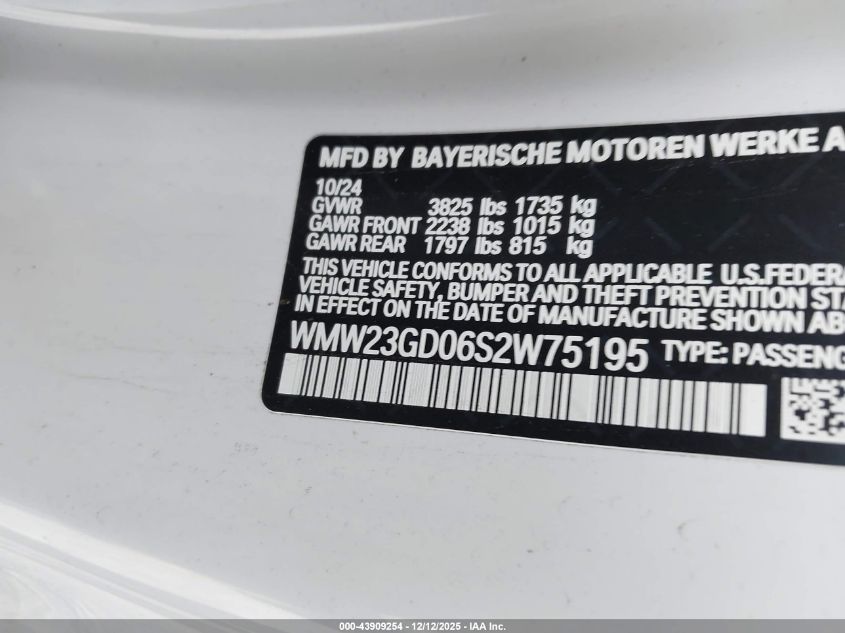 MFD BY BAYERISCHE MOTOREN WERKE A
10/24
GVWR 3825 lbs 1735 kg
GAWR FRONT 2238 lbs 1015 kg
GAWR REAR 1797 lbs 815 kg
THIS VEHICLE CONFORMS TO ALL APPLICABLE U.S.FEDERA
VEHICLE SAFETY, BUMPER AND THEFT PREVENTION STA
IN EFFECT ON THE DATE OF MANUFACTURE SHOWN AB
WMW23GD06S2W75195 TYPE: PASSENG
000-43909254 - 12/12/2025 - IAA Inc.